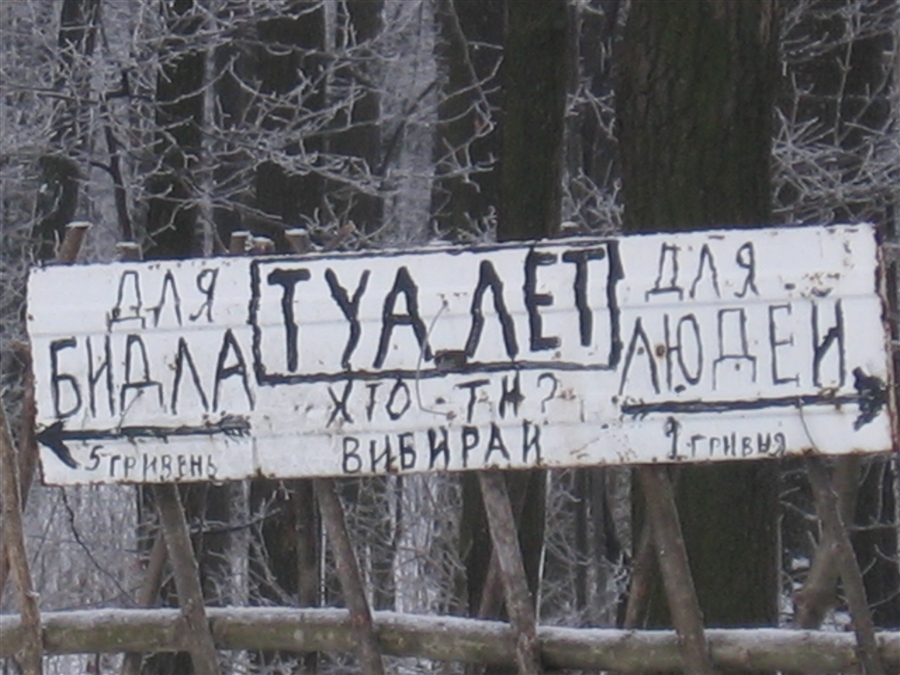 ДЛЯ
БИДЛА
5 ГРИВЕНЬ
ТУАЛЕТ
ХТО ТИ?
ВИБИРАЙ
ДЛЯ
ЛЮДЕЙ
1 ГРИВНЯ